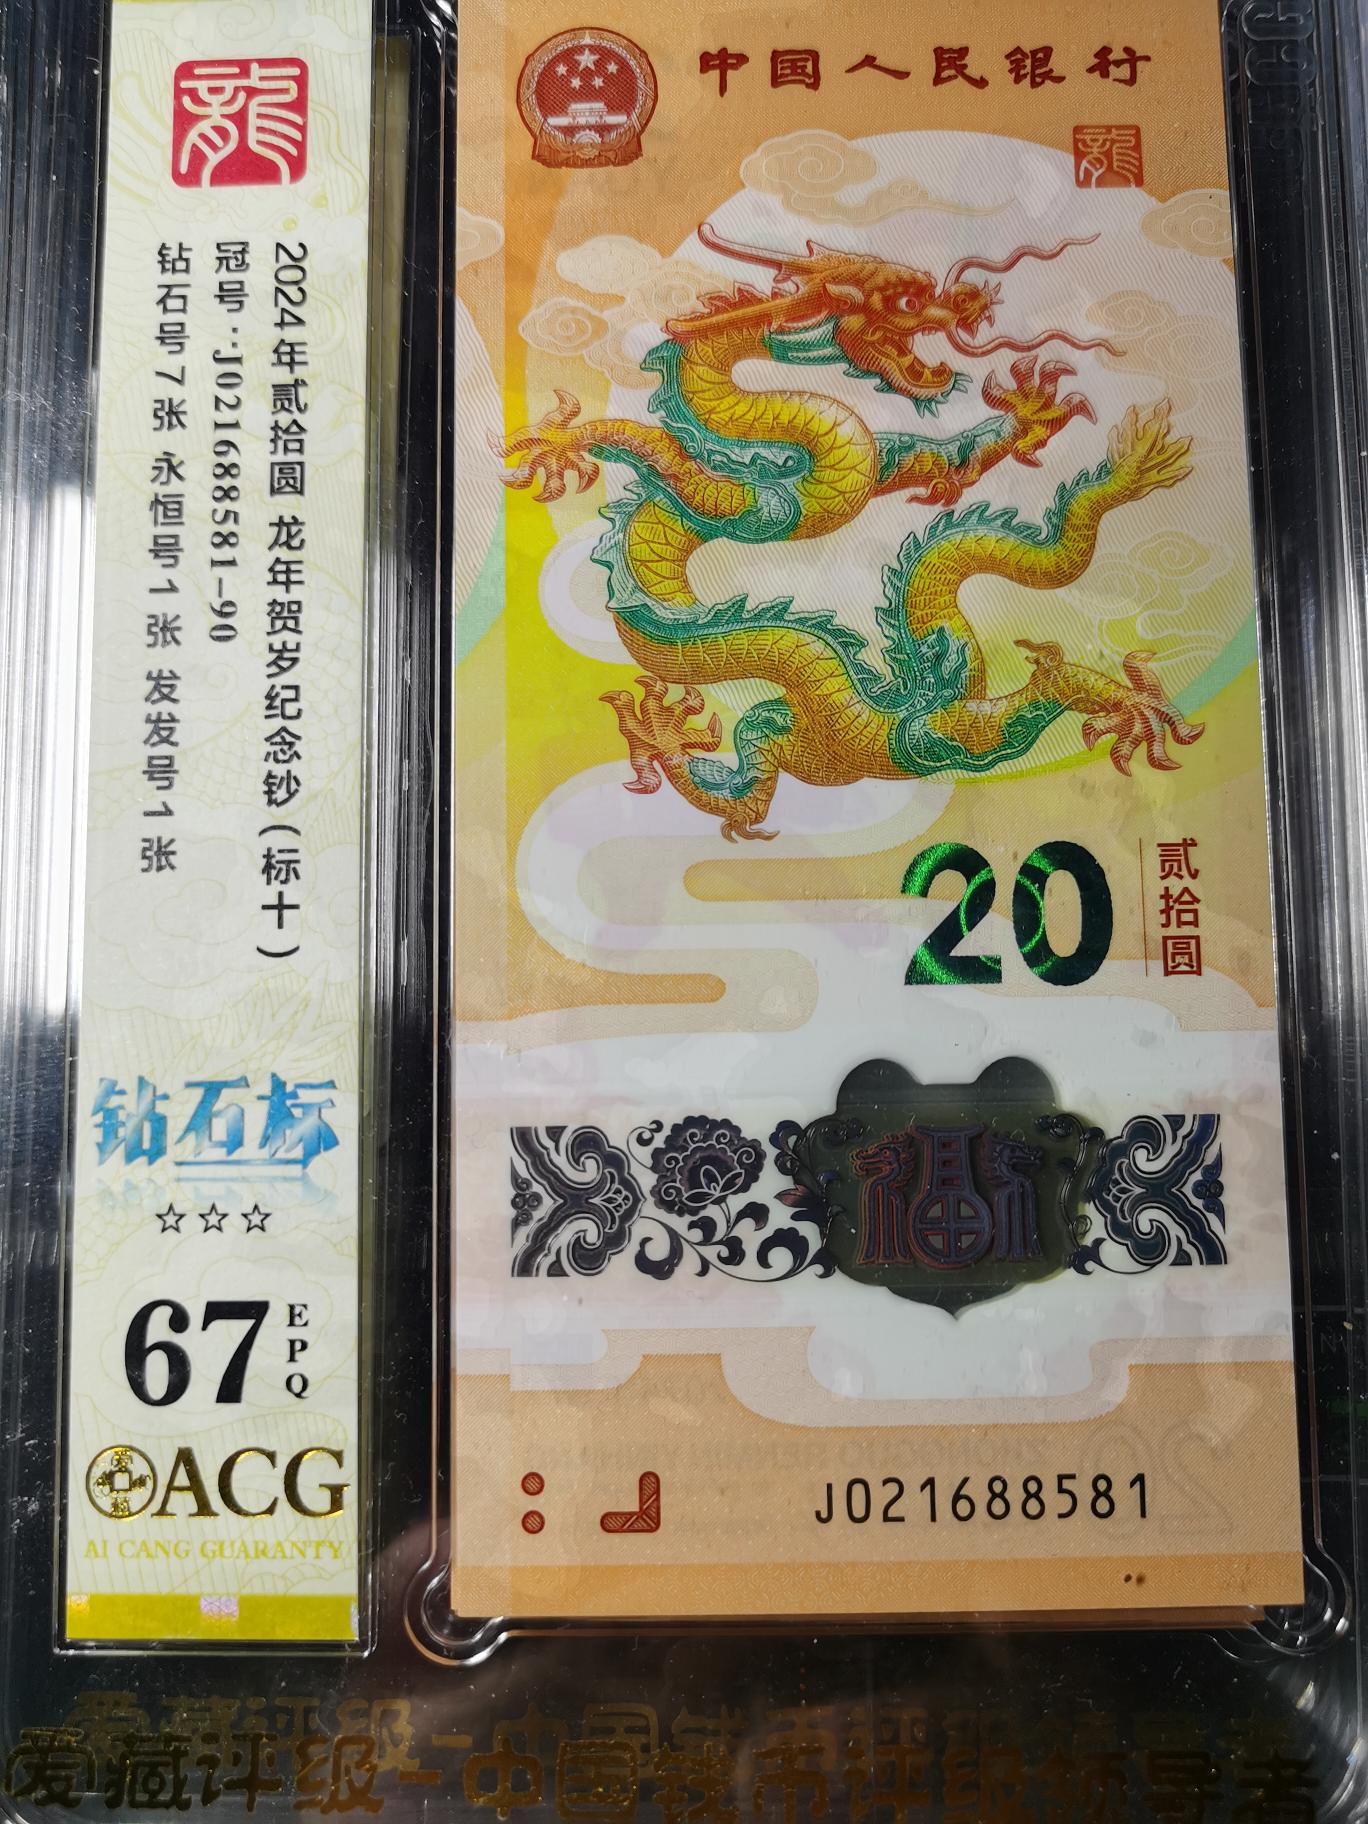 龍
2024年贰拾圆 龙年贺岁纪念钞(标十)
冠号:J021688581-90
钻石号7张 永恒号1张 发发号1张
钻石标
☆☆☆
67
EPQ
爱藏
ACG
AI CANG GUARANTY
中国人民银行
龍
20
贰拾圆
福
J021688581
爱藏评级-中国钱币评级领导者